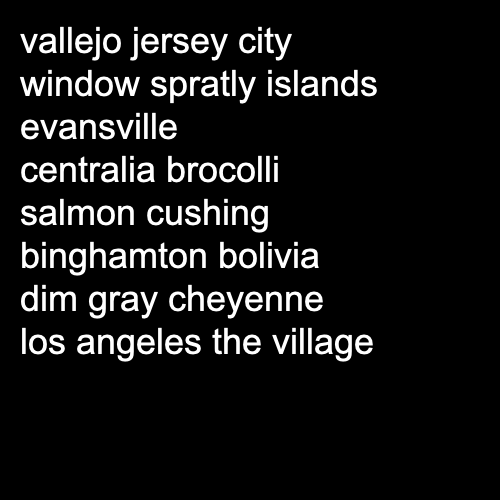 vallejo jersey city
window spratly islands
evansville
centralia brocolli
salmon cushing
binghamton bolivia
dim gray cheyenne
los angeles the village